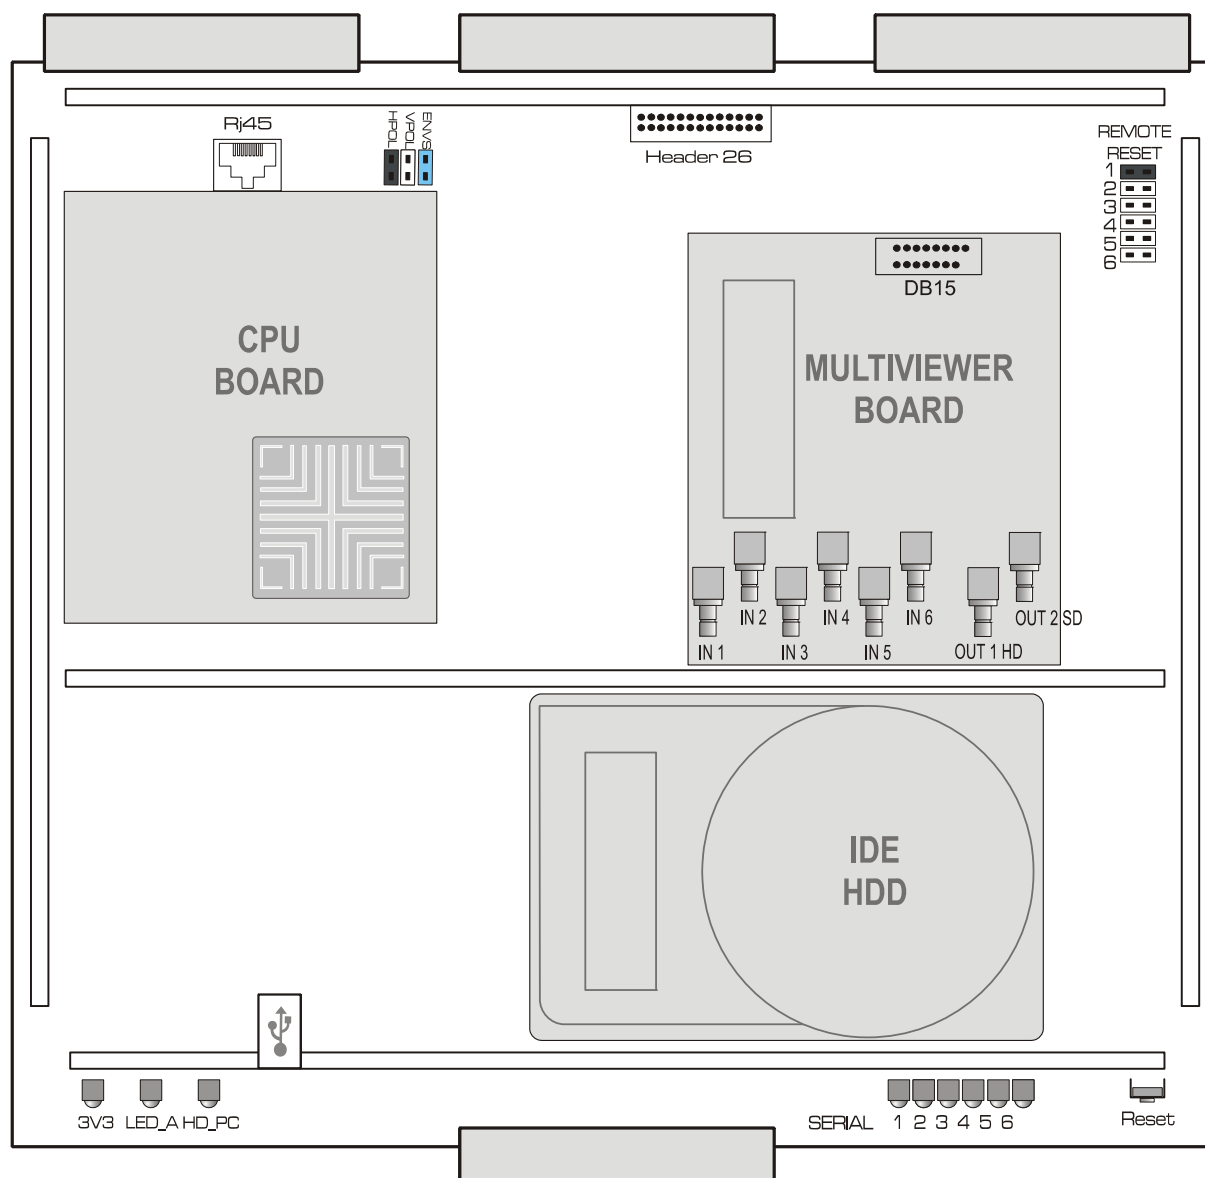 Rj45
HPOL
VPOL
ENVS
Header 26
REMOTE
RESET
1
2
3
4
5
6
DB15
CPU
BOARD
MULTIVIEWER
BOARD
IN 2
IN 4
IN 6
OUT 2 SD
IN 1
IN 3
IN 5
OUT 1 HD
IDE
HDD
3V3 LED_A HD_PC
SERIAL 1 2 3 4 5 6
Reset